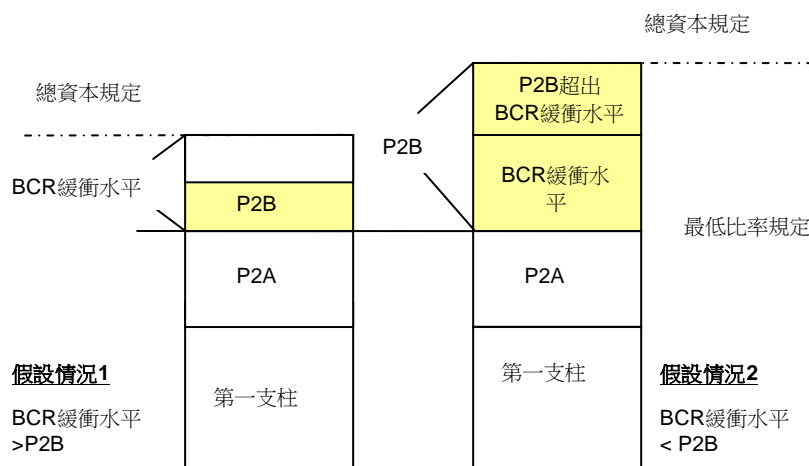 總資本規定
總資本規定
P2B超出
BCR緩衝水平
P2B
BCR緩衝水平
BCR緩衝水
平
P2B
最低比率規定
P2A
P2A
假設情況1
第一支柱
第一支柱
假設情況2
BCR緩衝水平
>P2B
BCR緩衝水平
< P2B